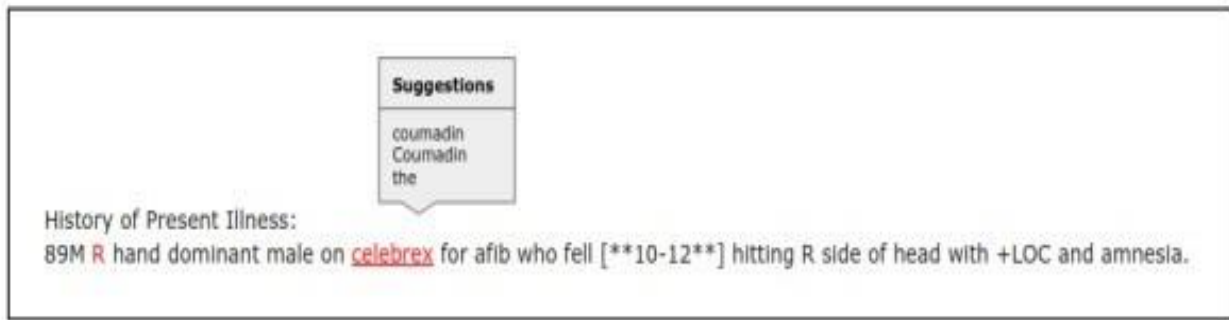 Suggestions
coumadin
Coumadin
the
History of Present Illness:
89M R hand dominant male on celebrex for afib who fell [**10-12**] hitting R side of head with +LOC and amnesia.